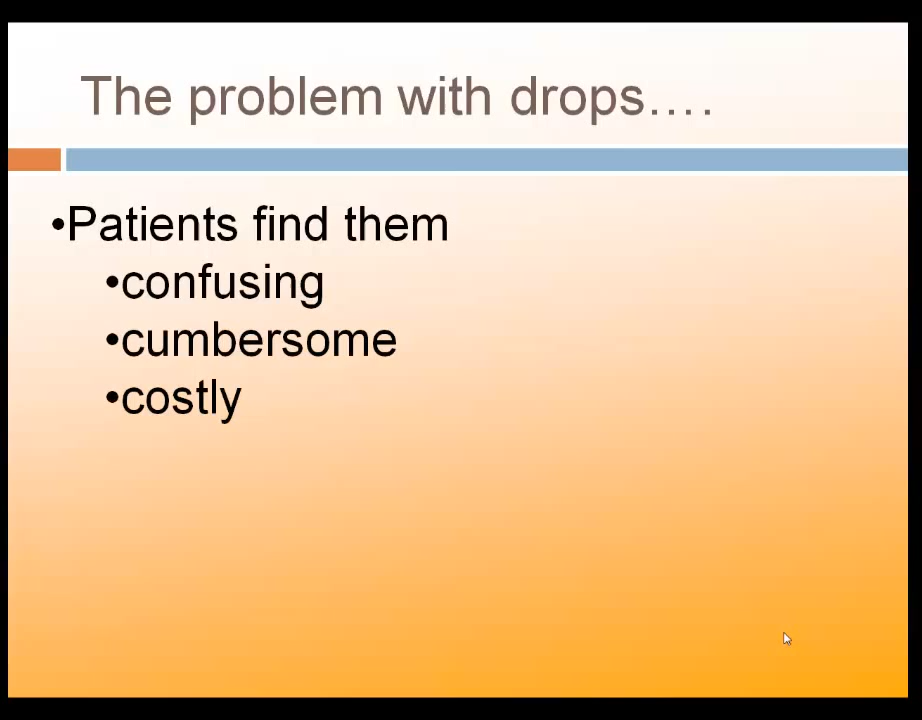 The problem with drops….
•Patients find them
•confusing
•cumbersome
•costly